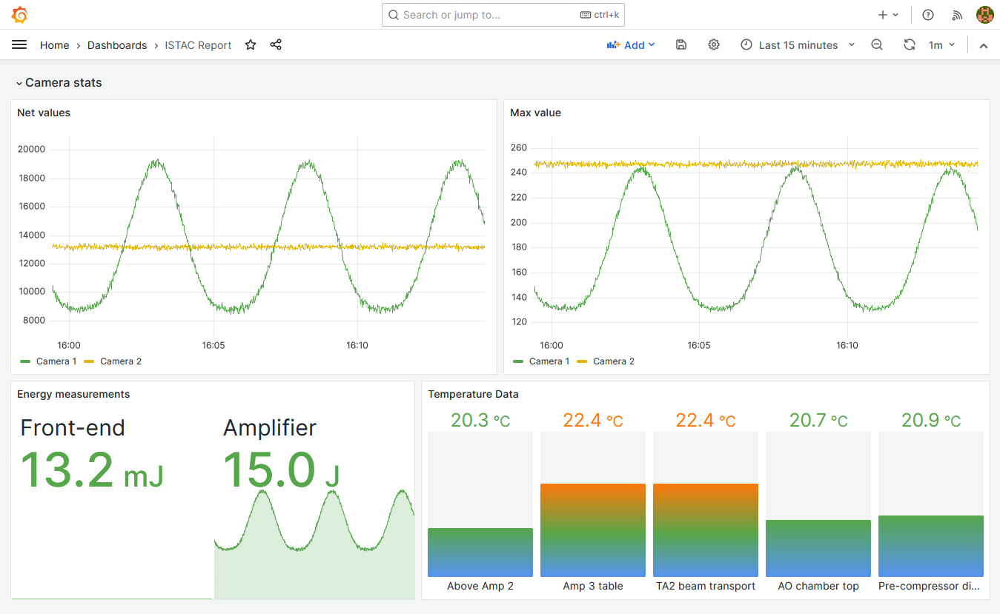 Search or jump to... ctrl+k
Home › Dashboards › ISTAC Report Add Last 15 minutes 1m
Camera stats
Net values
20000
18000
16000
14000
12000
10000
8000
16:00 16:05 16:10
Camera 1 Camera 2
Max value
260
240
220
200
180
160
140
120
16:00 16:05 16:10
Camera 1 Camera 2
Energy measurements
Front-end Amplifier
13.2 mJ 15.0 J
Temperature Data
20.3 °C 22.4 °C 22.4 °C 20.7 °C 20.9 °C
Above Amp 2 Amp 3 table TA2 beam transport AO chamber top Pre-compressor di...